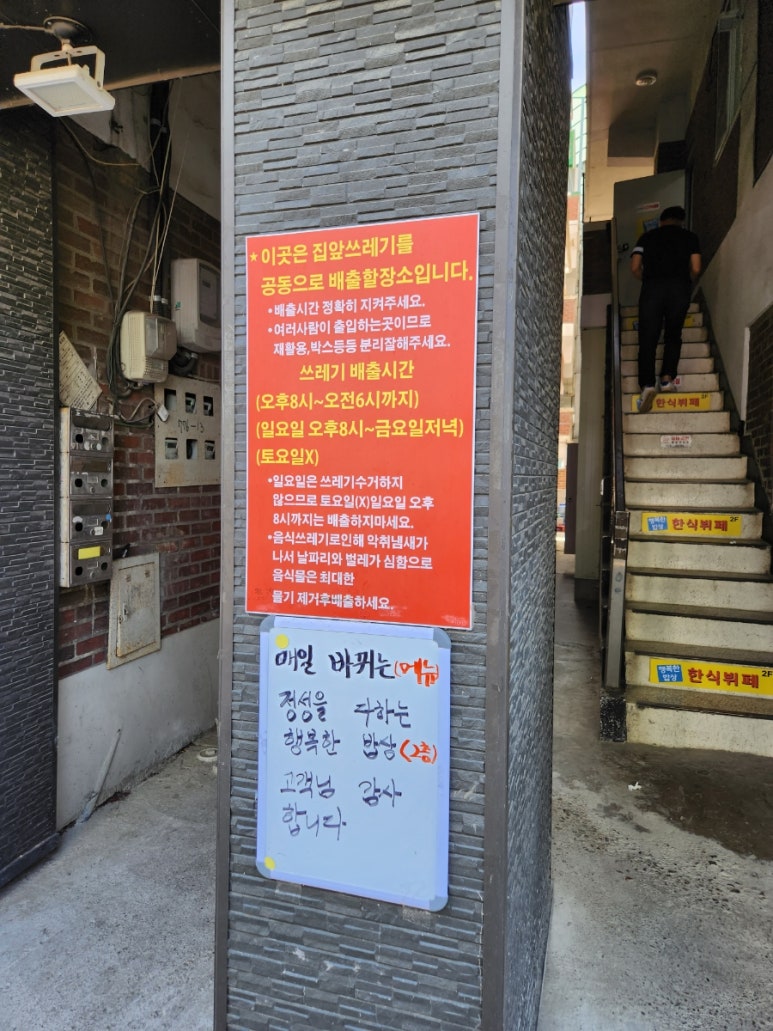 ★이곳은 집앞쓰레기를
공동으로 배출할장소입니다.
•배출시간 정확히 지켜주세요.
•여러사람이 출입하는곳이므로
재활용,박스등등 분리잘해주세요.
쓰레기 배출시간
(오후8시~오전6시까지)
(일요일 오후8시~금요일저녁)
(토요일X)
•일요일은 쓰레기수거하지
않으므로 토요일(X)일요일 오후
8시까지는 배출하지마세요.
•음식쓰레기로인해 악취냄새가
나서 날파리와 벌레가 심함으로
음식물은 최대한
물기 제거후배출하세요.
매일 바뀌는(메뉴)
정성을 다하는
행복한 밥상(2층)
고객님 감사
합니다
776-13
한식뷔페 2F
행복한 밥상 한식뷔페 2F
행복한
밥상 한식뷔페 2F